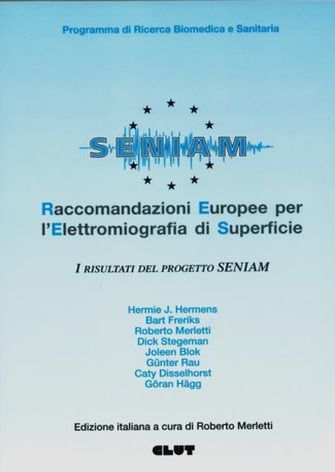 Programma di Ricerca Biomedica e Sanitaria
SENIAM
Raccomandazioni Europee per
l'Elettromiografia di Superficie
I RISULTATI DEL PROGETTO SENIAM
Hermie J. Hermens
Bart Freriks
Roberto Merletti
Dick Stegeman
Joleen Blok
Günter Rau
Caty Disselhorst
Göran Hägg
Edizione italiana a cura di Roberto Merletti
CLUT